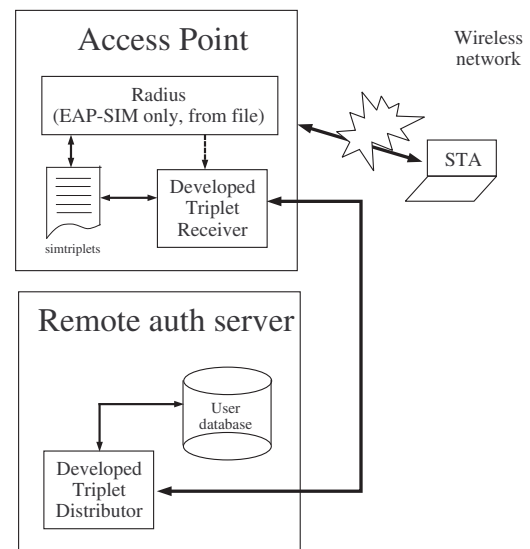 Access Point
Wireless
network
Radius
(EAP-SIM only, from file)
STA
Developed
Triplet
Receiver
simtriplets
Remote auth server
User
database
Developed
Triplet
Distributor